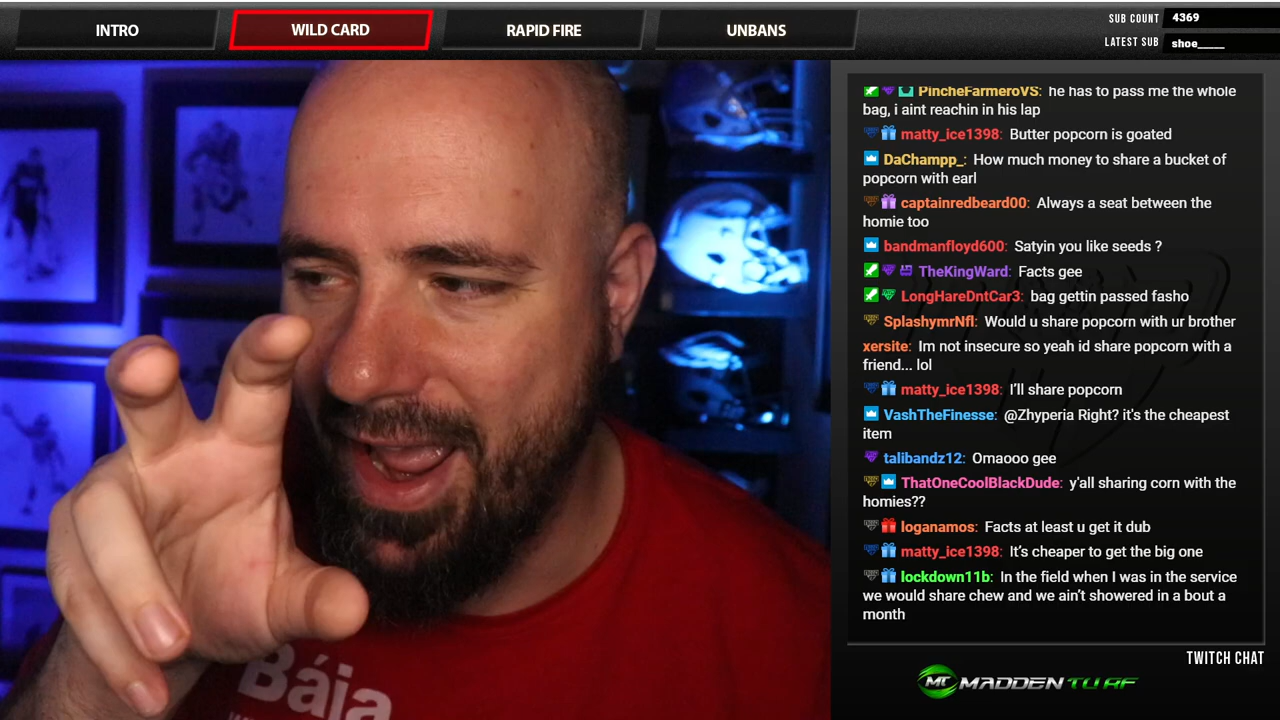 INTRO
WILD CARD
RAPID FIRE
UNBANS
SUB COUNT 4369
LATEST SUB shoe_____
PincheFarmeroVS: he has to pass me the whole
bag, i aint reachin in his lap
matty_ice1398: Butter popcorn is goated
DaChampp_: How much money to share a bucket of
popcorn with earl
captainredbeard00: Always a seat between the
homie too
bandmanfloyd600: Satyin you like seeds ?
TheKingWard: Facts gee
LongHareDntCar3: bag gettin passed fasho
SplashymrNfl: Would u share popcorn with ur brother
xersite: Im not insecure so yeah id share popcorn with a
friend... lol
matty_ice1398: I'll share popcorn
VashTheFinesse: @Zhyperia Right? it's the cheapest
item
talibandz12: Omaooo gee
ThatOneCoolBlackDude: y'all sharing corn with the
homies??
loganamos: Facts at least u get it dub
matty_ice1398: It's cheaper to get the big one
lockdown11b: In the field when I was in the service
we would share chew and we ain't showered in a bout a
month
TWITCH CHAT
MT MADDEN TURF
Báia